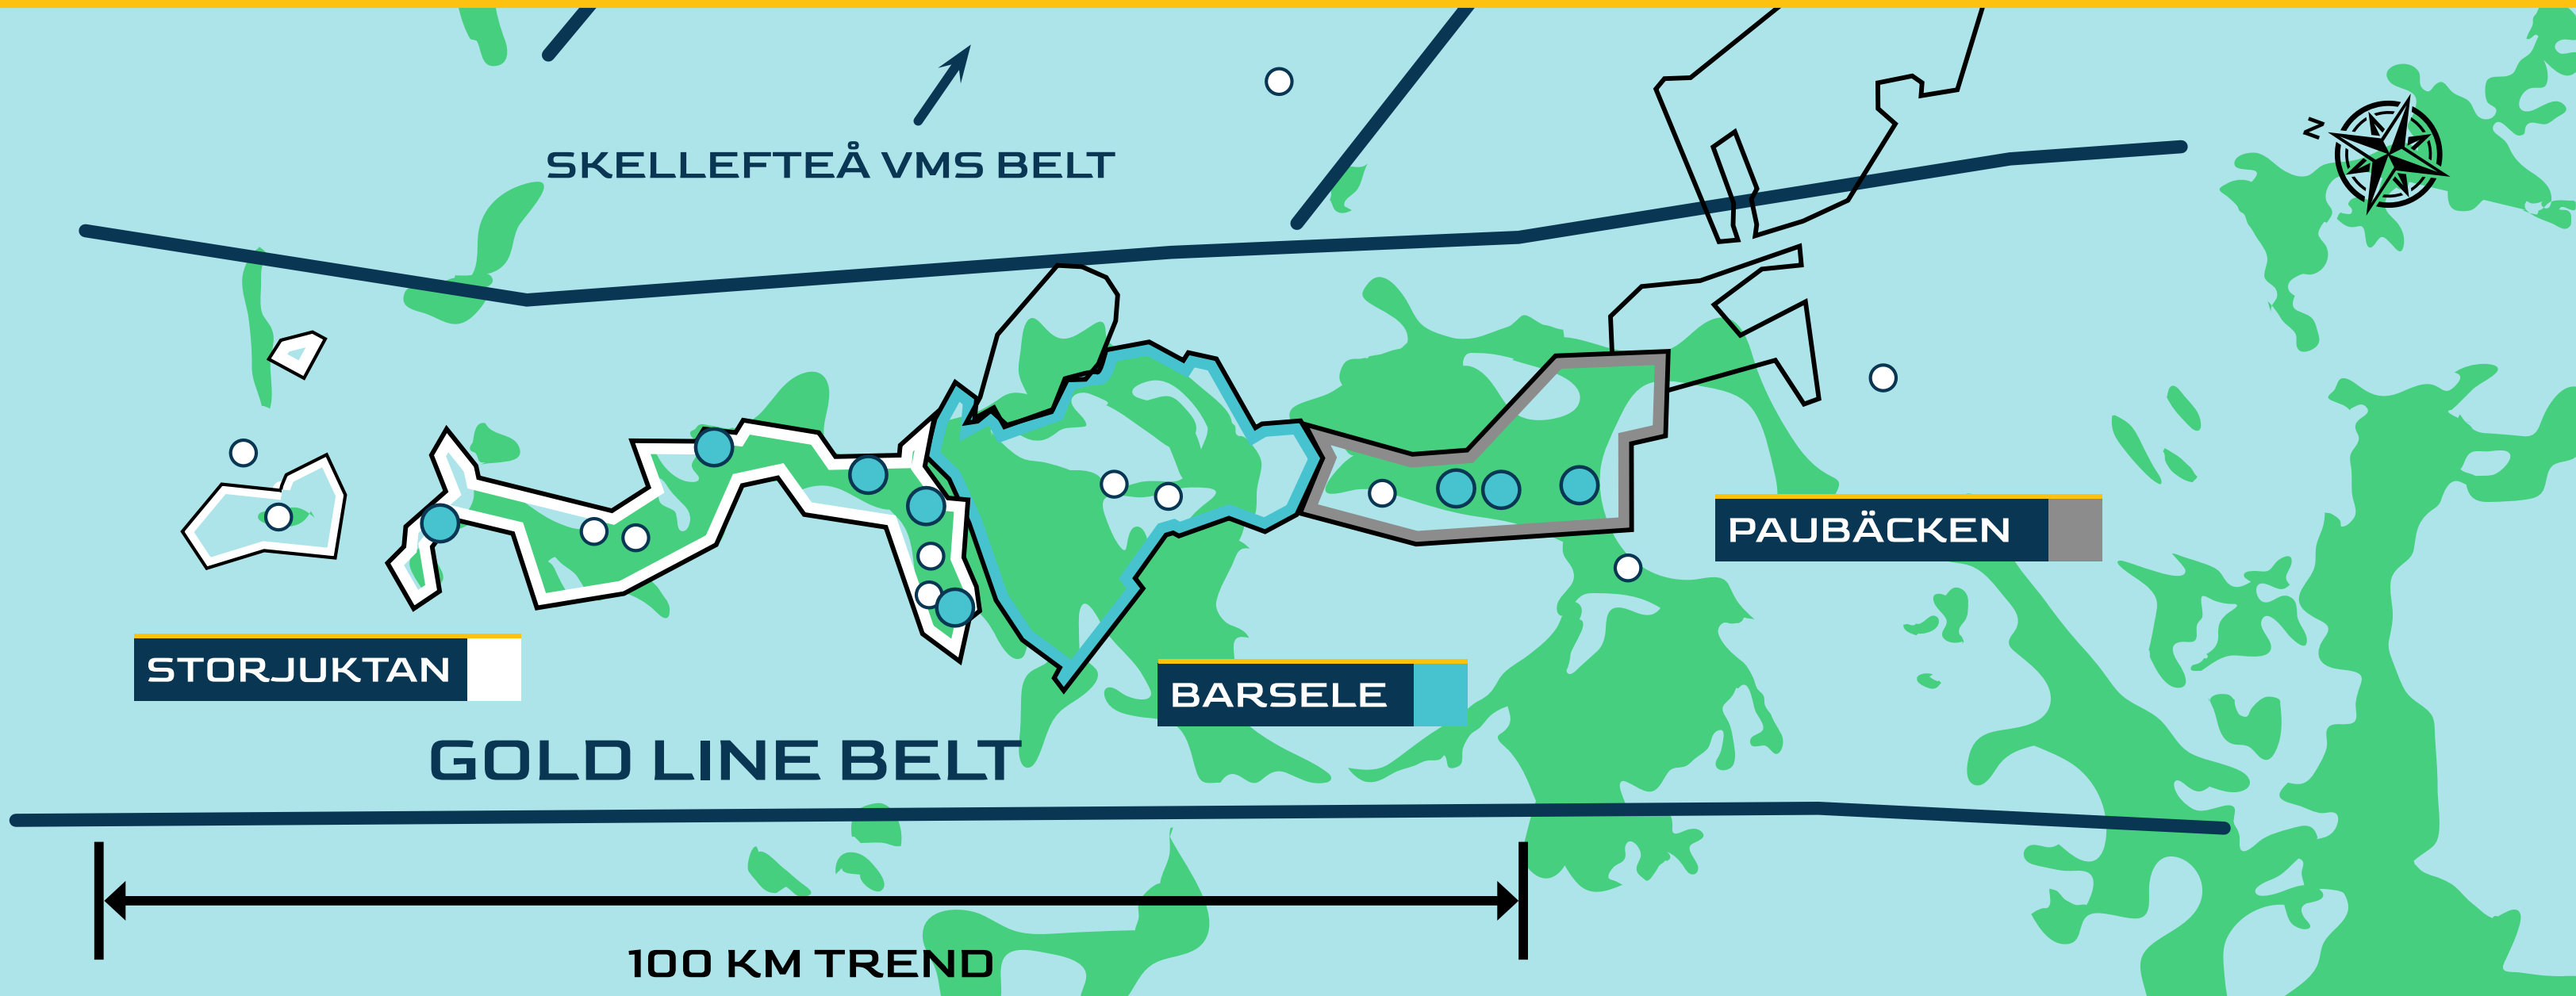 SKELLEFTEÅ VMS BELT
N
PAUBÄCKEN
STORJUKTAN
BARSELE
GOLD LINE BELT
100 KM TREND